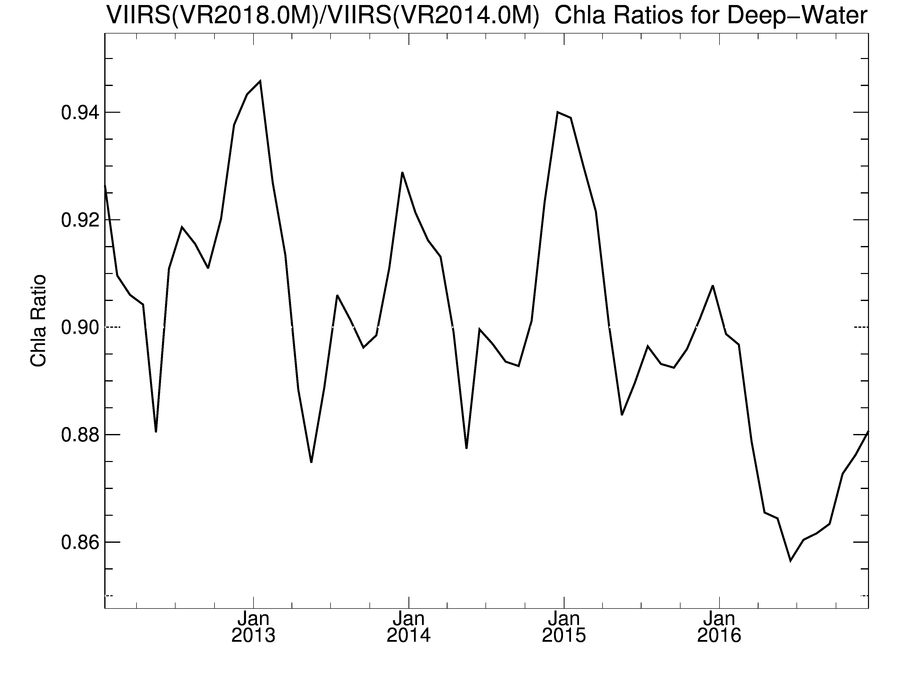 VIIRS(VR2018.0M)/VIIRS(VR2014.0M) Chla Ratios for Deep−Water
0.94
0.92
0.90
0.88
0.86
Chla Ratio
Jan Jan Jan Jan
2013 2014 2015 2016